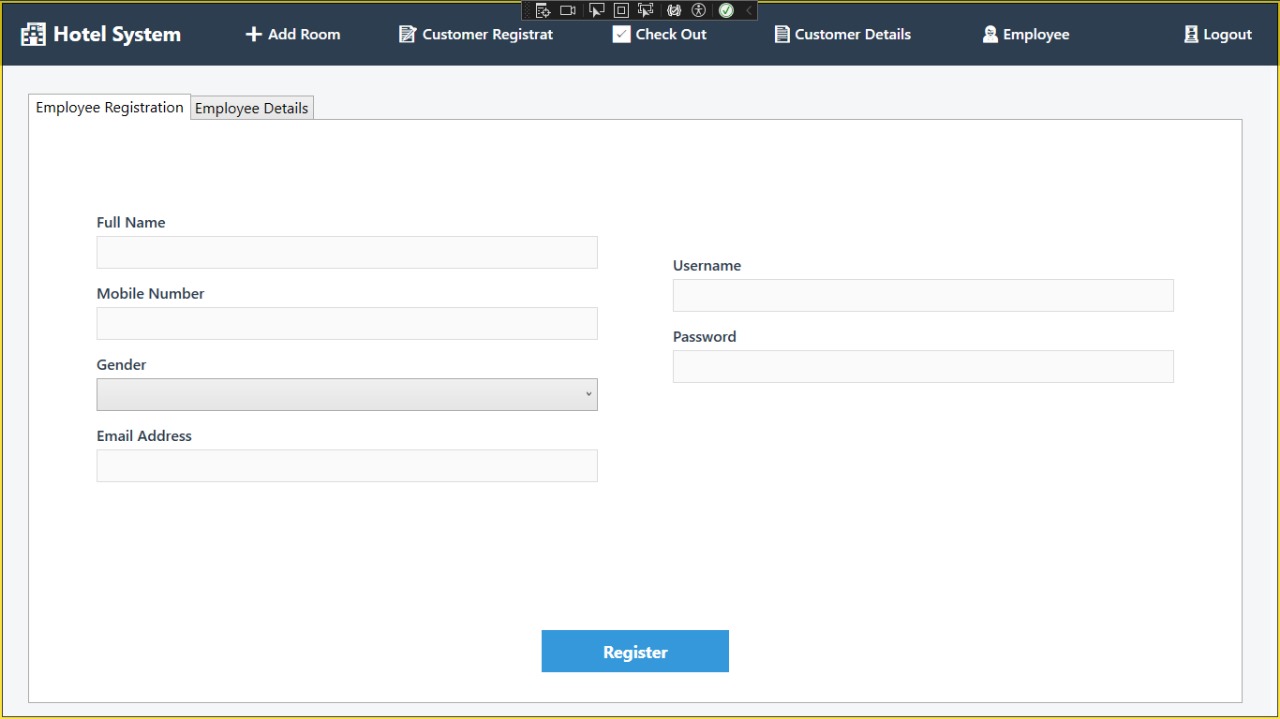 Hotel System
Add Room
Customer Registrat
Check Out
Customer Details
Employee
Logout
Employee Registration
Employee Details
Full Name
Mobile Number
Gender
Email Address
Username
Password
Register